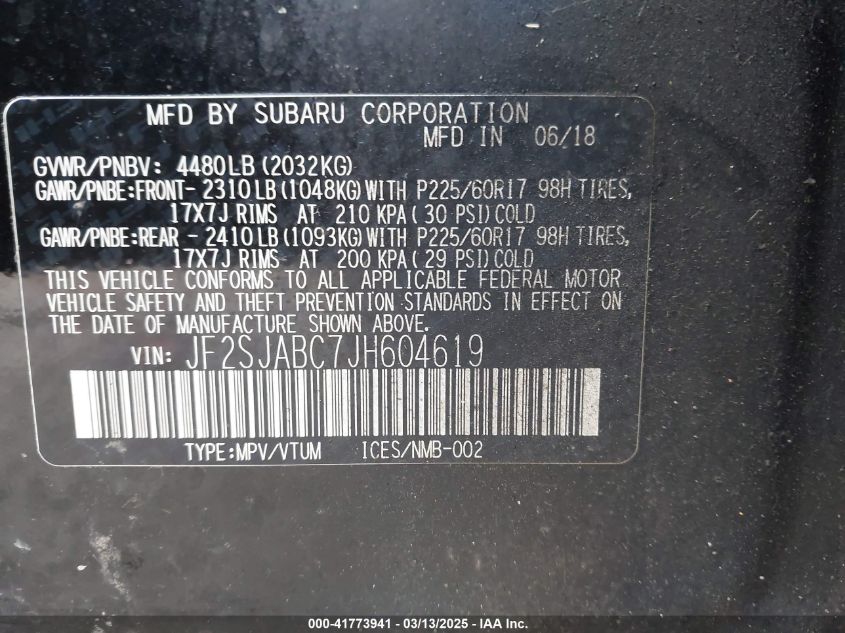 MFD BY SUBARU CORPORATION
MFD IN 06/18
GVWR/PNBV: 4480LB(2032KG)
GAWR/PNBE:FRONT-2310LB(1048KG)WITH P225/60R17 98H TIRES,
17X7J RIMS AT 210 KPA(30 PSI)COLD
GAWR/PNBE:REAR -2410LB(1093KG)WITH P225/60R17 98H TIRES,
17X7J RIMS AT 200 KPA(29 PSI)COLD
THIS VEHICLE CONFORMS TO ALL APPLICABLE FEDERAL MOTOR
VEHICLE SAFETY AND THEFT PREVENTION STANDARDS IN EFFECT ON
THE DATE OF MANUFACTURE SHOWN ABOVE.
VIN: JF2SJABC7JH604619
TYPE:MPV/VTUM ICES/NMB-002
000-41773941 - 03/13/2025 - IAA Inc.